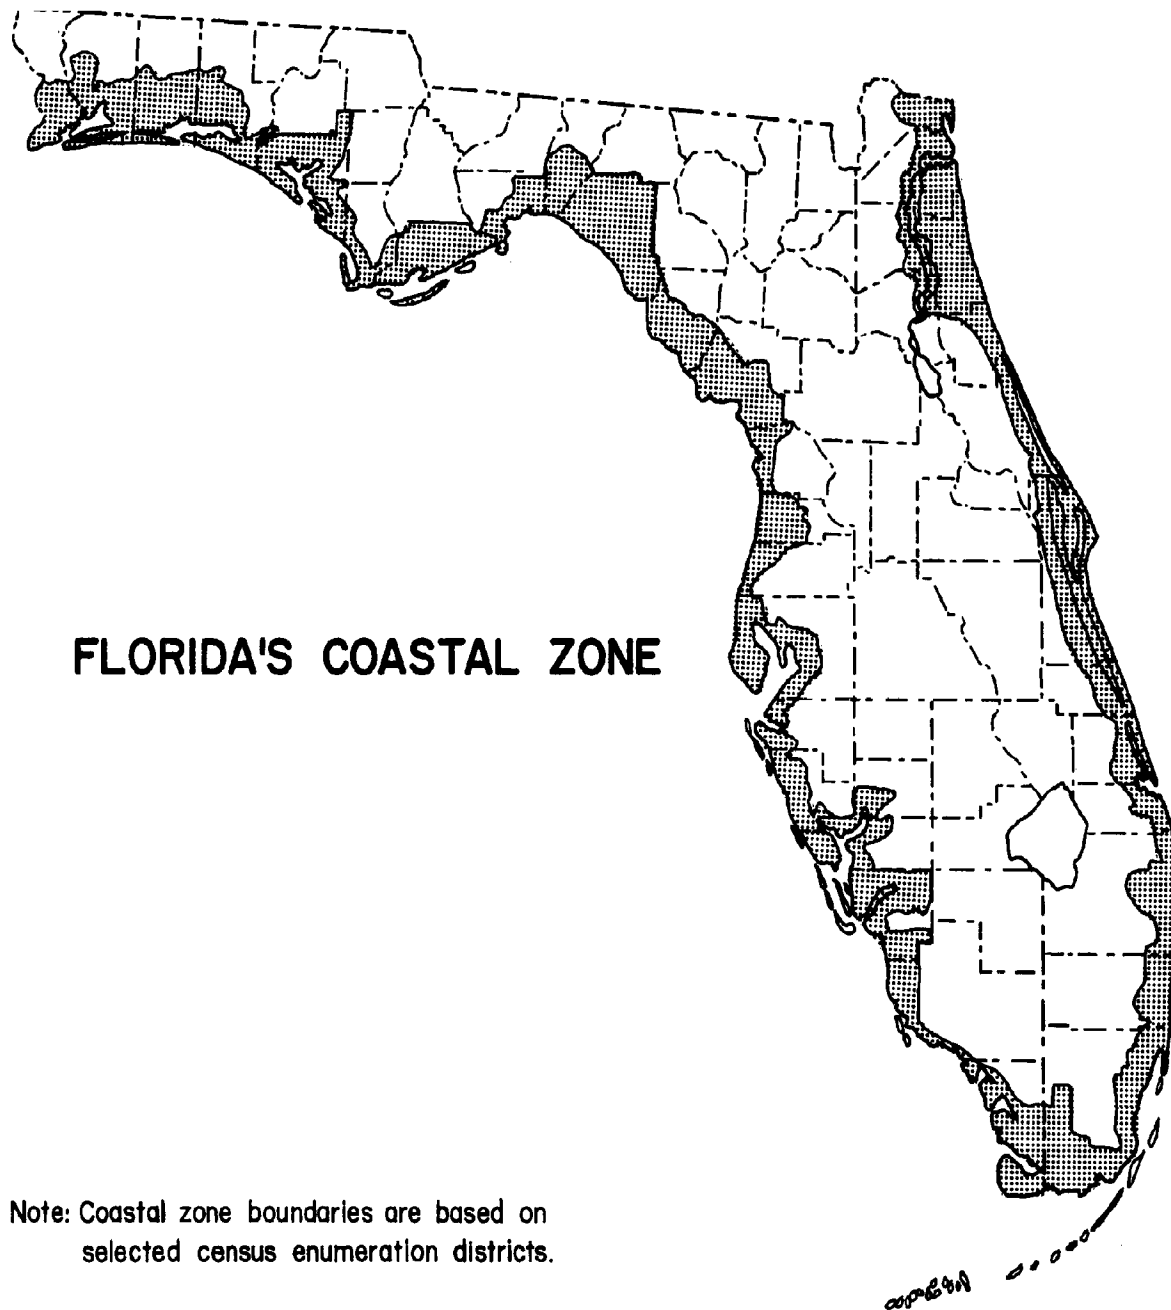 FLORIDA'S COASTAL ZONE
Note: Coastal zone boundaries are based on
selected census enumeration districts.